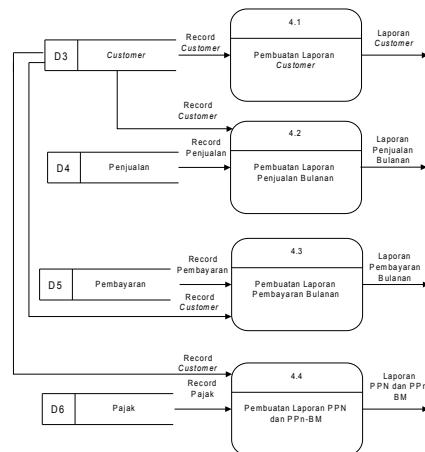 Record
Customer
4.1
Laporan
Customer
D3
Customer
Pembuatan Laporan
Customer
Record
Customer
4.2
Record
Penjualan
Laporan
Penjualan
Bulanan
D4
Penjualan
Pembuatan Laporan
Penjualan Bulanan
4.3
Record
Pembayaran
Laporan
Pembayaran
Bulanan
D5
Pembayaran
Pembuatan Laporan
Pembayaran Bulanan
Record
Customer
Record
Customer
4.4
Record
Pajak
Laporan
PPN dan PPn-
BM
D6
Pajak
Pembuatan Laporan PPN
dan PPn-BM